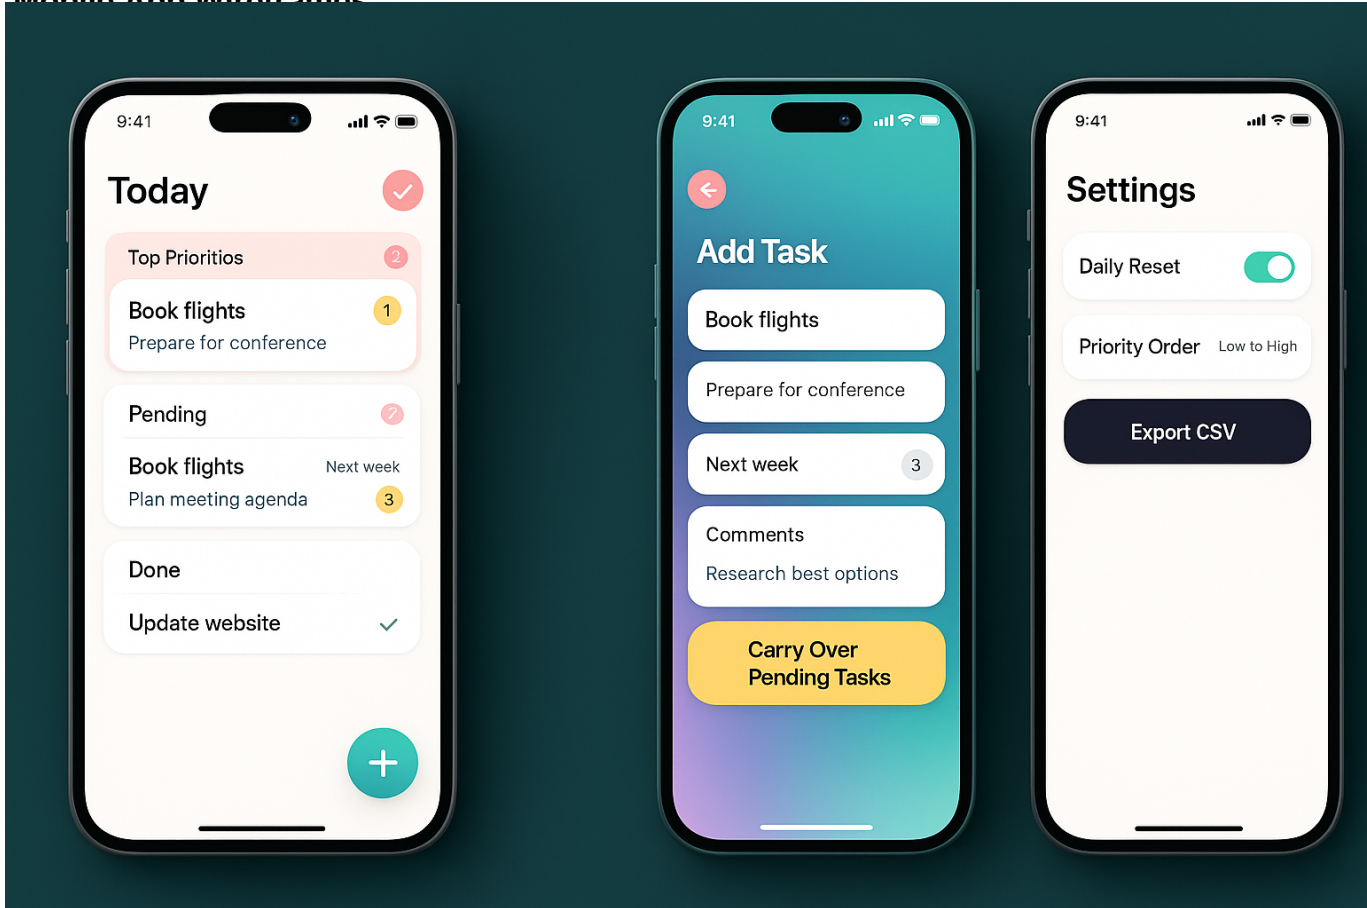 9:41
Today
Top Prioritios
2
Book flights
1
Prepare for conference
Pending
Book flights
Next week
Plan meeting agenda
3
Done
Update website
9:41
Add Task
Book flights
Prepare for conference
Next week
3
Comments
Research best options
Carry Over
Pending Tasks
9:41
Settings
Daily Reset
Priority Order
Low to High
Export CSV